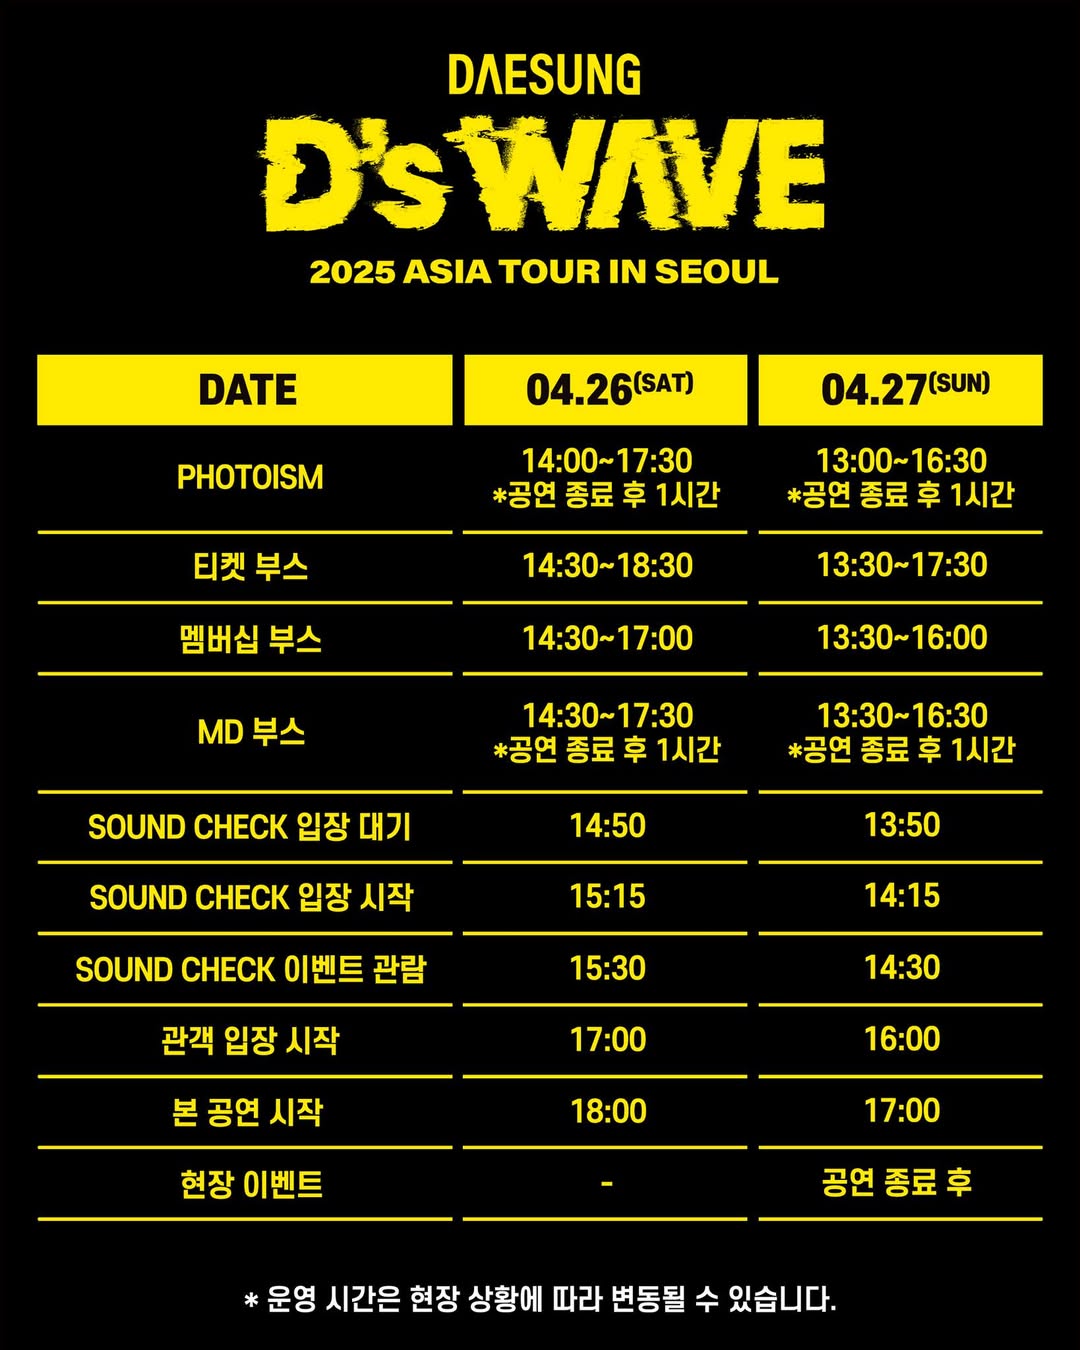 DAESUNG
D's WAVE
2025 ASIA TOUR IN SEOUL
DATE 04.26(SAT) 04.27(SUN)
PHOTOISM 14:00~17:30 *공연 종료 후 1시간 13:00~16:30 *공연 종료 후 1시간
티켓 부스 14:30~18:30 13:30~17:30
멤버십 부스 14:30~17:00 13:30~16:00
MD 부스 14:30~17:30 *공연 종료 후 1시간 13:30~16:30 *공연 종료 후 1시간
SOUND CHECK 입장 대기 14:50 13:50
SOUND CHECK 입장 시작 15:15 14:15
SOUND CHECK 이벤트 관람 15:30 14:30
관객 입장 시작 17:00 16:00
본 공연 시작 18:00 17:00
현장 이벤트 - 공연 종료 후
* 운영 시간은 현장 상황에 따라 변동될 수 있습니다.